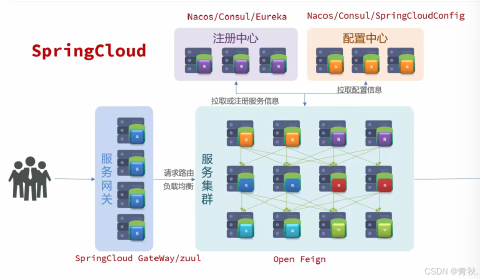 Nacos/Consul/Eureka
Nacos/Consul/SpringCloudConfig
SpringCloud
注册中心
配置中心
拉取或注册服务信息
拉取配置信息
服务网关
请求路由
负载均衡
服务集群
SpringCloud GateWay/zuul
Open Feign
CSDN @青秋.